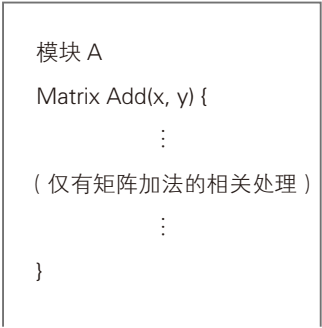 模块 A
Matrix Add(x, y) {
⋮
( 仅有矩阵加法的相关处理 )
⋮
}